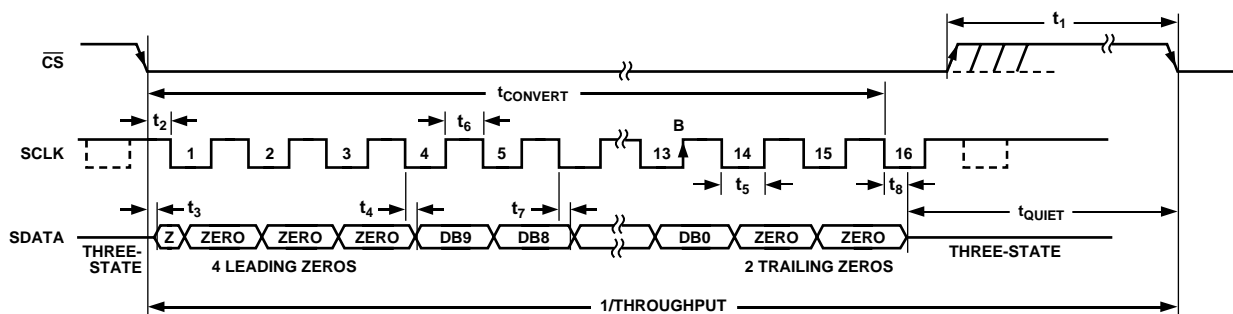 t1
CS
tCONVERT
t2
t6
B
SCLK
1
2
3
4
5
13
14
15
16
t3
t4
t7
t5
t8
tQUIET
SDATA
Z
ZERO
ZERO
ZERO
DB9
DB8
DB0
ZERO
ZERO
THREE-
STATE
4 LEADING ZEROS
2 TRAILING ZEROS
THREE-STATE
1/THROUGHPUT